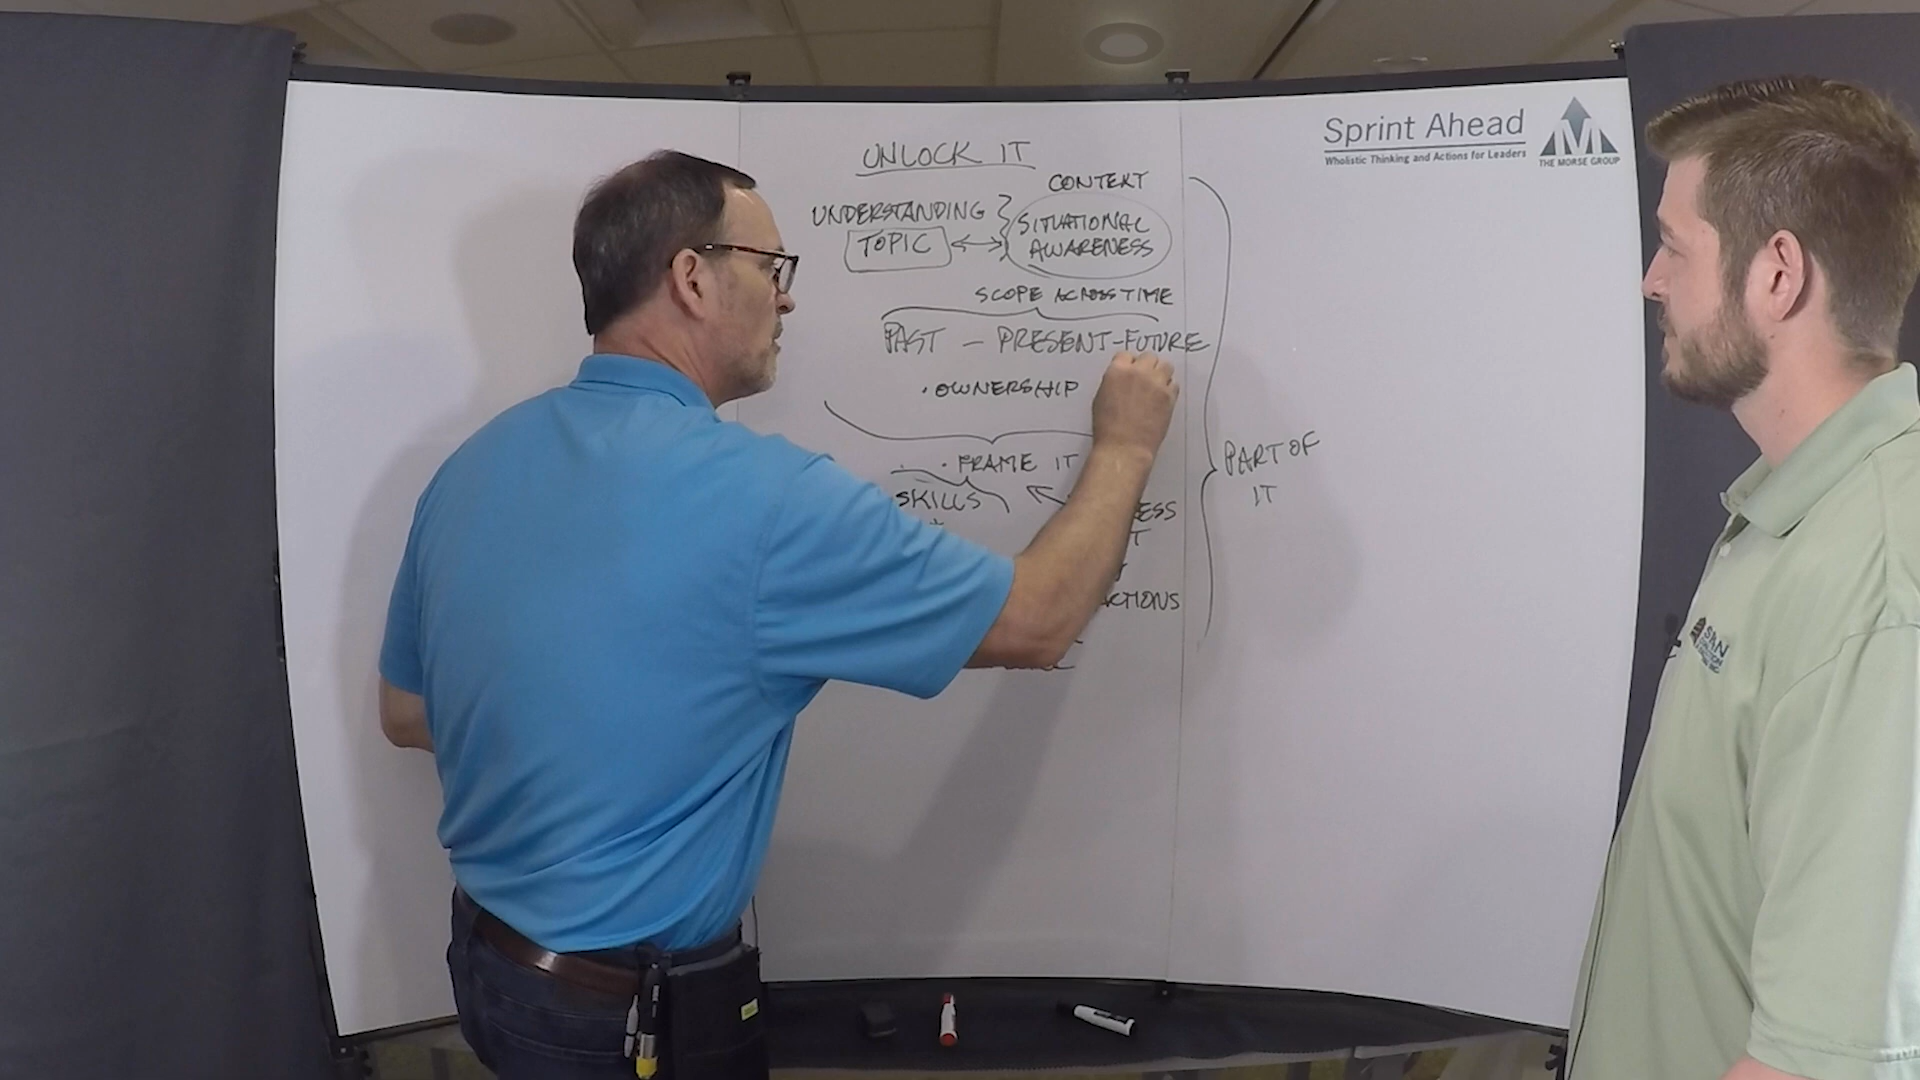 Sprint Ahead
Wholistic Thinking and Actions for Leaders
THE MORSE GROUP
UNLOCK IT
CONTEXT
UNDERSTANDING
TOPIC
SITUATIONAL
AWARENESS
SCOPE ACROSS TIME
PAST - PRESENT-FUTURE
• OWNERSHIP
• FRAME IT
SKILLS
PART OF
IT
SPAN